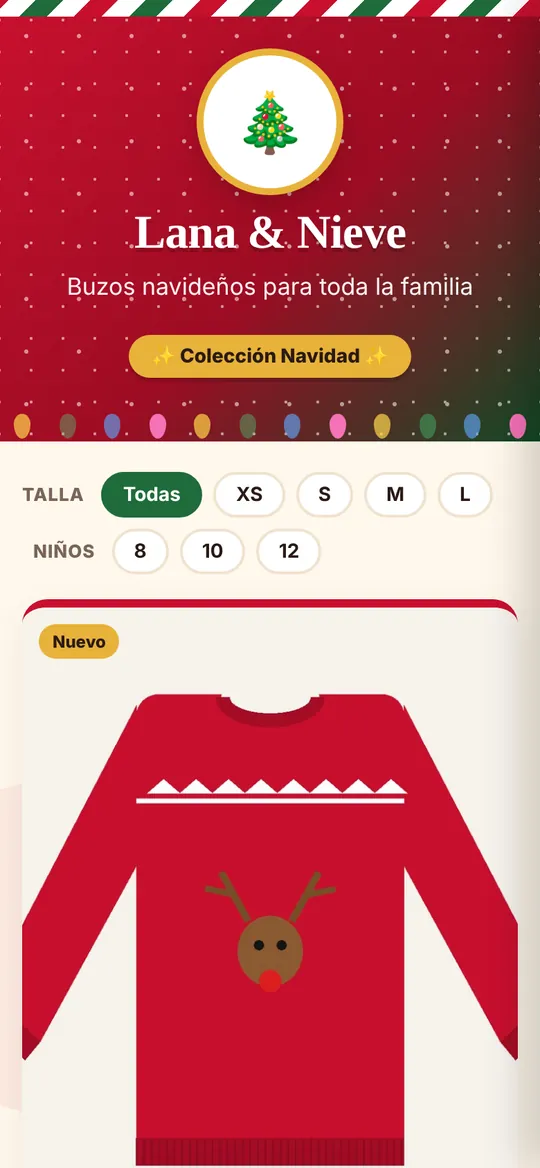 Lana & Nieve
Buzos navideños para toda la familia
✨ Colección Navidad ✨
TALLA Todas XS S M L
NIÑOS 8 10 12
Nuevo